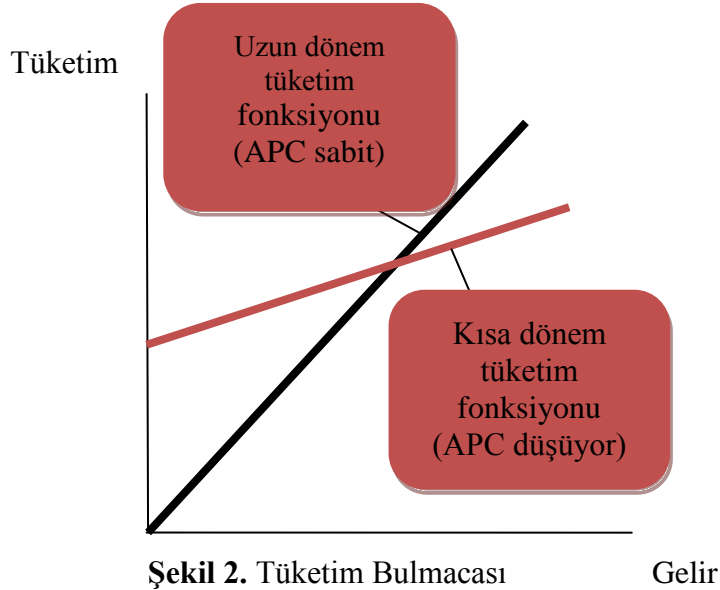 Tüketim
Uzun dönem
tüketim
fonksiyonu
(APC sabit)
Kısa dönem
tüketim
fonksiyonu
(APC düşüyor)
Şekil 2. Tüketim Bulmacası
Gelir